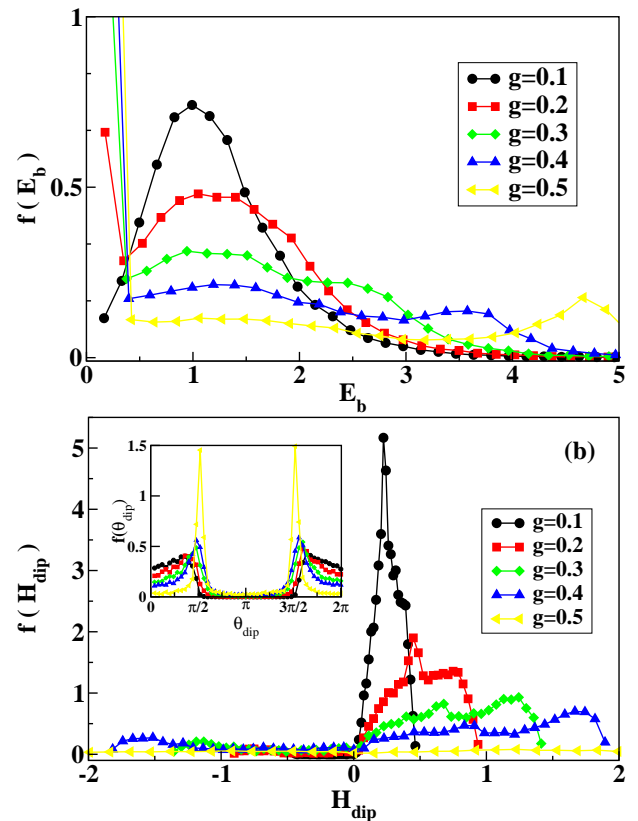 1
f ( E_b )
0.5
0
g=0.1
g=0.2
g=0.3
g=0.4
g=0.5
0 1 2 3 4 5
E_b
(b)
5
4
3
2
1
0
f ( H_dip )
1.5
1
0.5
0
f(θ_dip)
0 π/2 π 3π/2 2π
θ_dip
g=0.1
g=0.2
g=0.3
g=0.4
g=0.5
-2 -1 0 1 2
H_dip